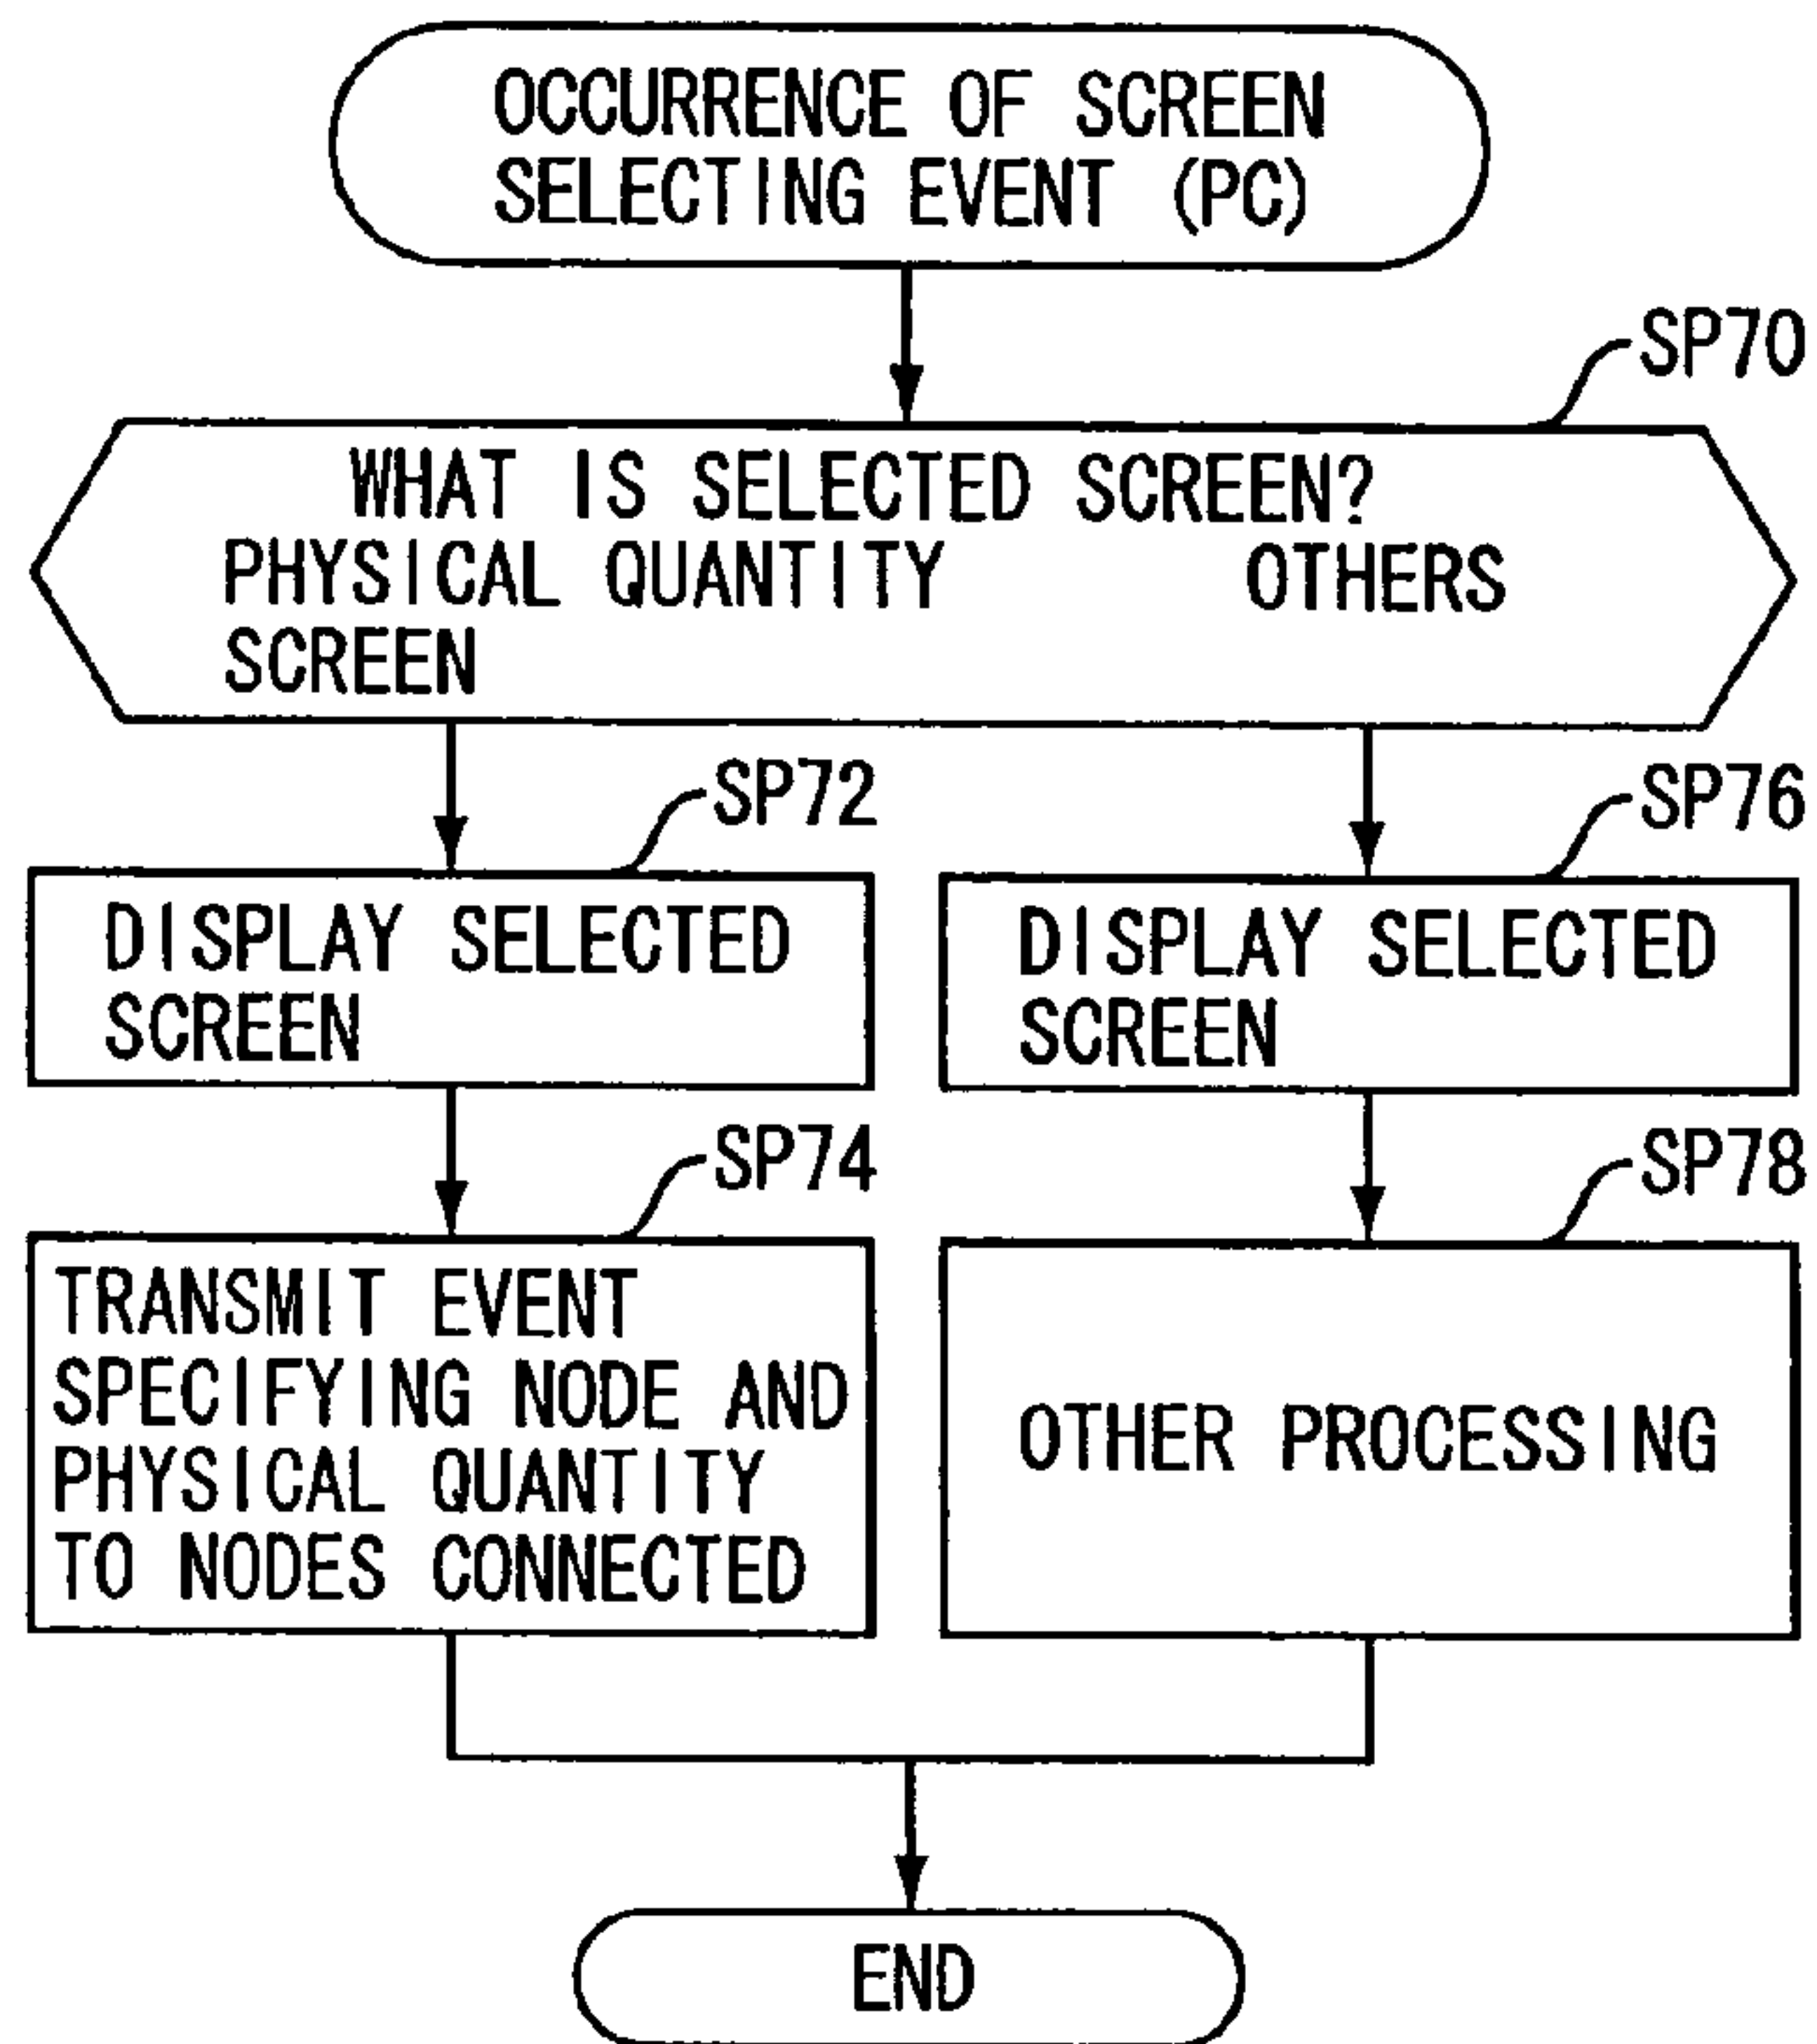 OCCURRENCE OF SCREEN
SELECTING EVENT (PC)
SP70
WHAT IS SELECTED SCREEN?
PHYSICAL QUANTITY OTHERS
SCREEN
SP72
DISPLAY SELECTED
SCREEN
SP76
DISPLAY SELECTED
SCREEN
SP74
TRANSMIT EVENT
SPECIFYING NODE AND
PHYSICAL QUANTITY
TO NODES CONNECTED
SP78
OTHER PROCESSING
END